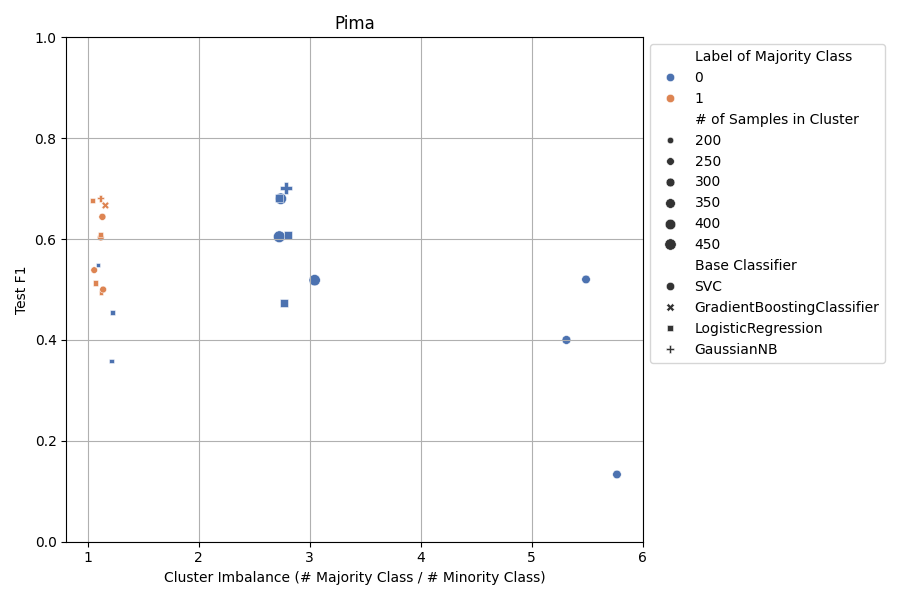 Pima
1.0
0.8
0.6
0.4
0.2
0.0
Test F1
1
2
3
4
5
6
Cluster Imbalance (# Majority Class / # Minority Class)
Label of Majority Class
0
1
# of Samples in Cluster
200
250
300
350
400
450
Base Classifier
SVC
GradientBoostingClassifier
LogisticRegression
GaussianNB